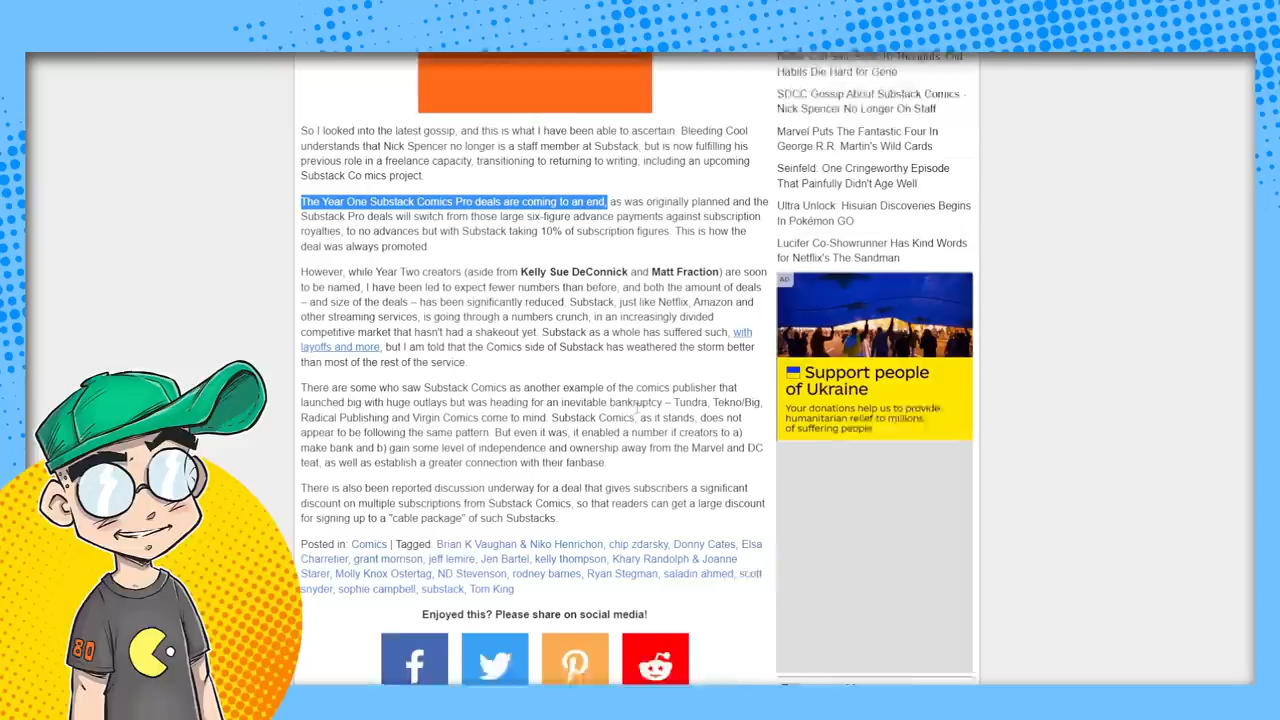 So I looked into the latest gossip, and this is what I have been able to ascertain. Bleeding Cool
understands that Nick Spencer no longer is a staff member at Substack, but is now fulfilling his
previous role in a freelance capacity, transitioning to returning to writing, including an upcoming
Substack Co mics project.
The Year One Substack Comics Pro deals are coming to an end, as was originally planned and the
Substack Pro deals will switch from those large six-figure advance payments against subscription
royalties, to no advances but with Substack taking 10% of subscription figures. This is how the
deal was always promoted.
However, while Year Two creators (aside from Kelly Sue DeConnick and Matt Fraction) are soon
to be named, I have been led to expect fewer numbers than before, and both the amount of deals
– and size of the deals – has been significantly reduced. Substack, just like Netflix, Amazon and
other streaming services, is going through a numbers crunch, in an increasingly divided
competitive market that hasn't had a shakeout yet. Substack as a whole has suffered such, with
layoffs and more, but I am told that the Comics side of Substack has weathered the storm better
than most of the rest of the service.
There are some who saw Substack Comics as another example of the comics publisher that
launched big with huge outlays but was heading for an inevitable bankruptcy – Tundra, Tekno/Big,
Radical Publishing and Virgin Comics come to mind. Substack Comics, as it stands, does not
appear to be following the same pattern. But even it was, it enabled a number if creators to a)
make bank and b) gain some level of independence and ownership away from the Marvel and DC
teat, as well as establish a greater connection with their fanbase.
There is also been reported discussion underway for a deal that gives subscribers a significant
discount on multiple subscriptions from Substack Comics, so that readers can get a large discount
for signing up to a "cable package" of such Substacks.
Posted in: Comics | Tagged: Brian K Vaughan & Niko Henrichon, chip zdarsky, Donny Cates, Elsa
Charretier, grant morrison, jeff lemire, Jen Bartel, kelly thompson, Khary Randolph & Joanne
Starer, Molly Knox Ostertag, ND Stevenson, rodney barnes, Ryan Stegman, saladin ahmed, scott
snyder, sophie campbell, substack, Tom King
Enjoyed this? Please share on social media!
f
Habits Die Hard for Gene
SDCC Gossip About Substack Comics -
Nick Spencer No Longer On Staff
Marvel Puts The Fantastic Four In
George R.R. Martin's Wild Cards
Seinfeld: One Cringeworthy Episode
That Painfully Didn't Age Well
Ultra Unlock: Hisuian Discoveries Begins
In Pokémon GO
Lucifer Co-Showrunner Has Kind Words
for Netflix's The Sandman
AD
Support people
of Ukraine
Your donations help us to provide
humanitarian relief to millions
of suffering people
80